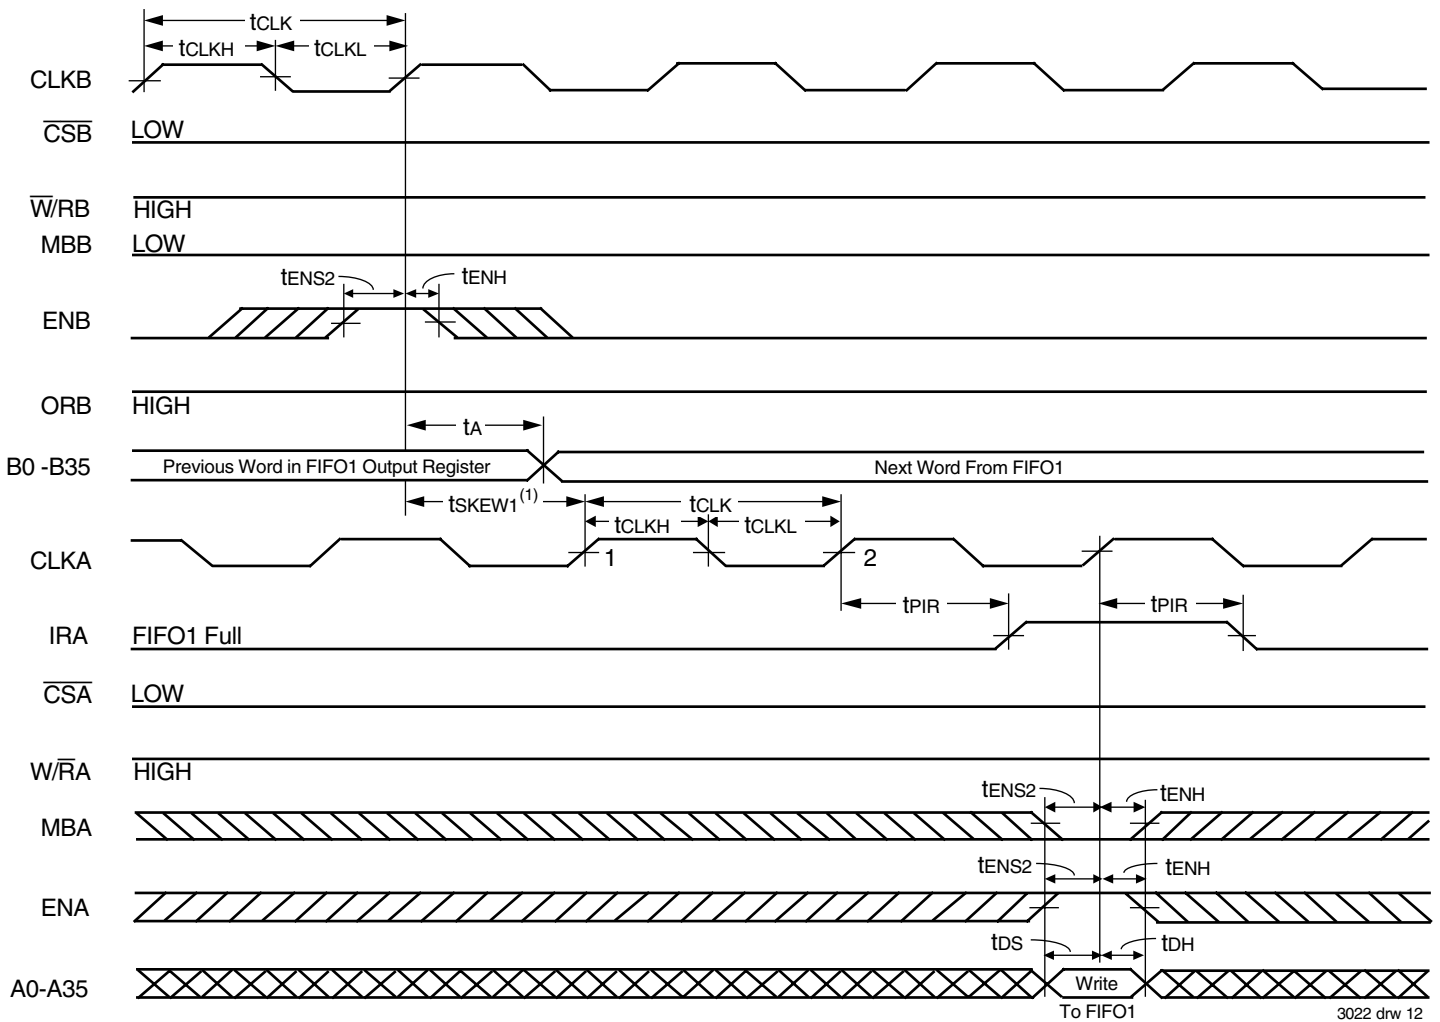 tCLK
tCLKH tCLKL
CLKB
CSB LOW
W/RB HIGH
MBB LOW
tENS2 tENH
ENB
ORB HIGH
tA
B0 -B35 Previous Word in FIFO1 Output Register Next Word From FIFO1
tSKEW1(1) tCLK
tCLKH tCLKL
CLKA 1 2
tPIR tPIR
IRA FIFO1 Full
CSA LOW
W/RA HIGH
tENS2 tENH
MBA
tENS2 tENH
ENA
tDS tDH
A0-A35 Write
To FIFO1
3022 drw 12